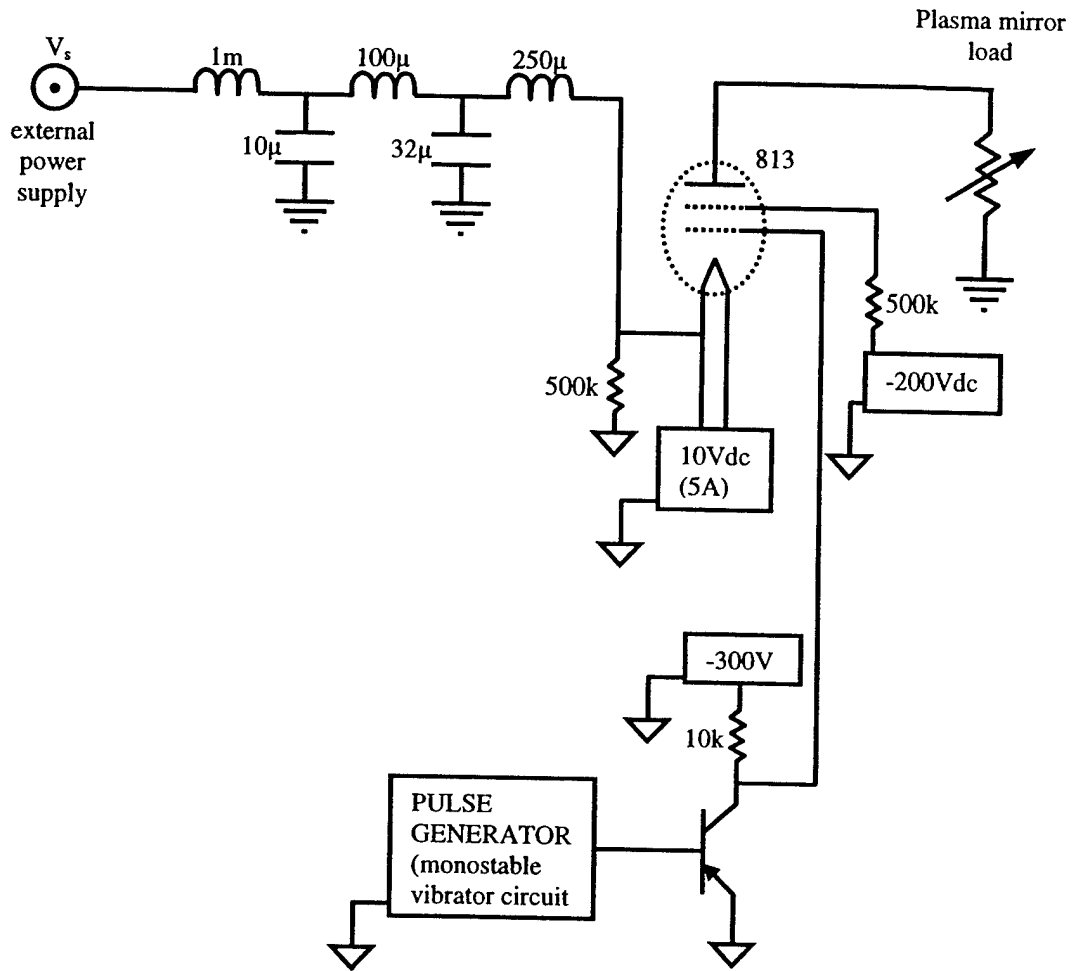 Plasma mirror
load
Vs
1m
100µ
250µ
external
power
supply
10µ
32µ
813
500k
-200Vdc
500k
10Vdc
(5A)
-300V
10k
PULSE
GENERATOR
(monostable
vibrator circuit